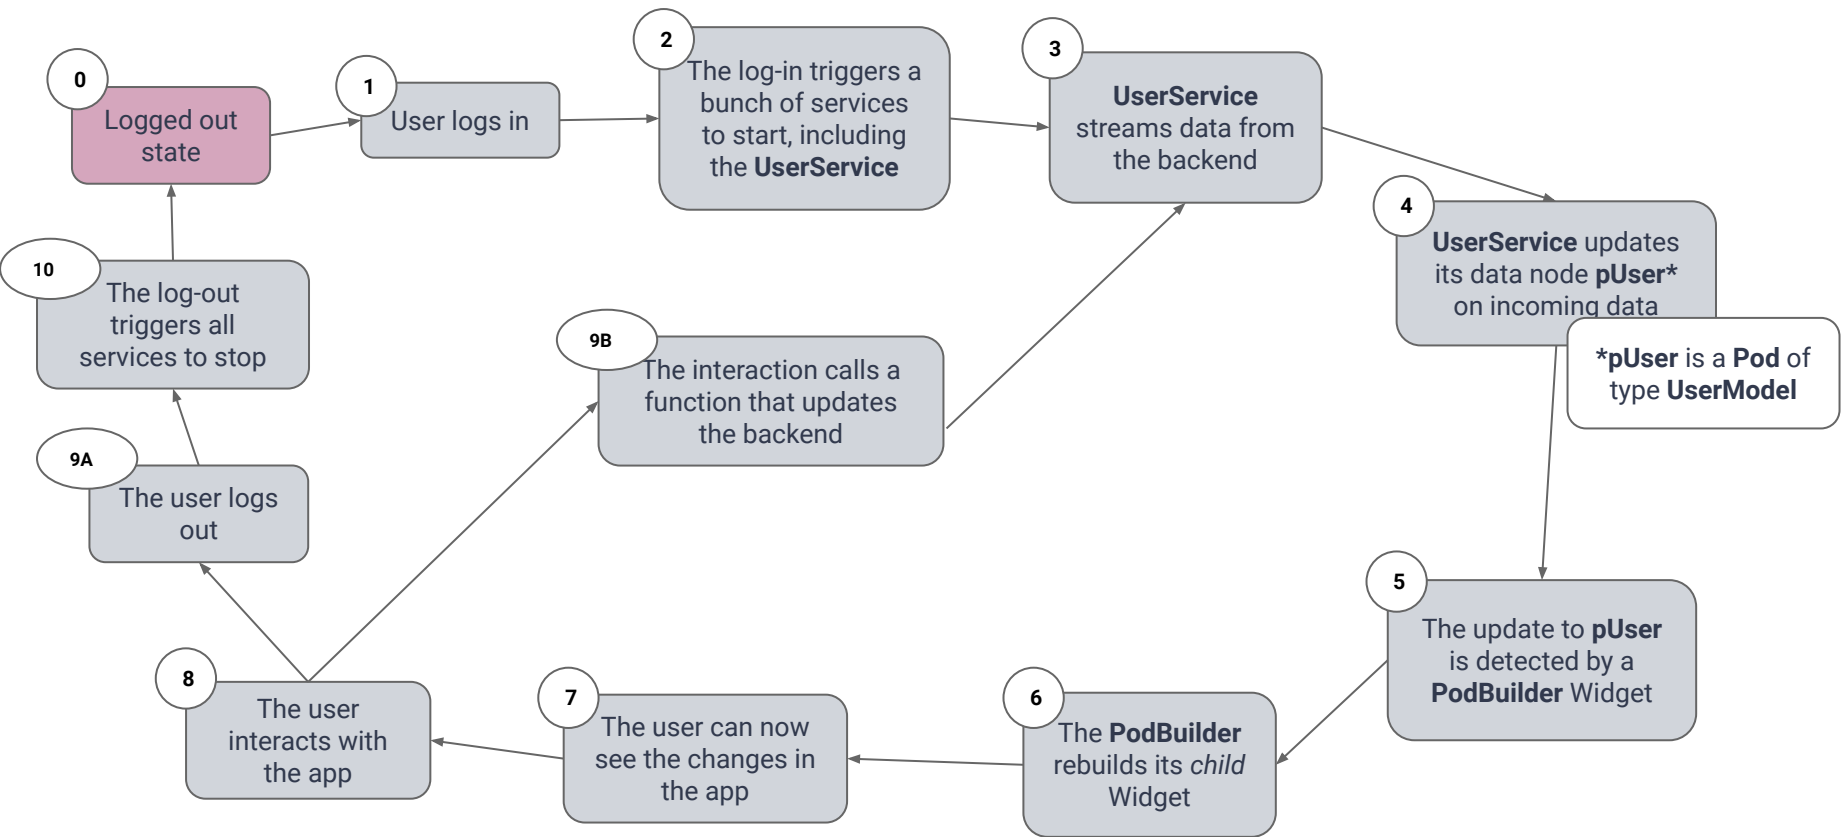 0
Logged out
state
1
User logs in
2
The log-in triggers a
bunch of services
to start, including
the UserService
3
UserService
streams data from
the backend
4
UserService updates
its data node pUser*
on incoming data
*pUser is a Pod of
type UserModel
5
The update to pUser
is detected by a
PodBuilder Widget
6
The PodBuilder
rebuilds its child
Widget
7
The user can now
see the changes in
the app
8
The user
interacts with
the app
9A
The user logs
out
9B
The interaction calls a
function that updates
the backend
10
The log-out
triggers all
services to stop